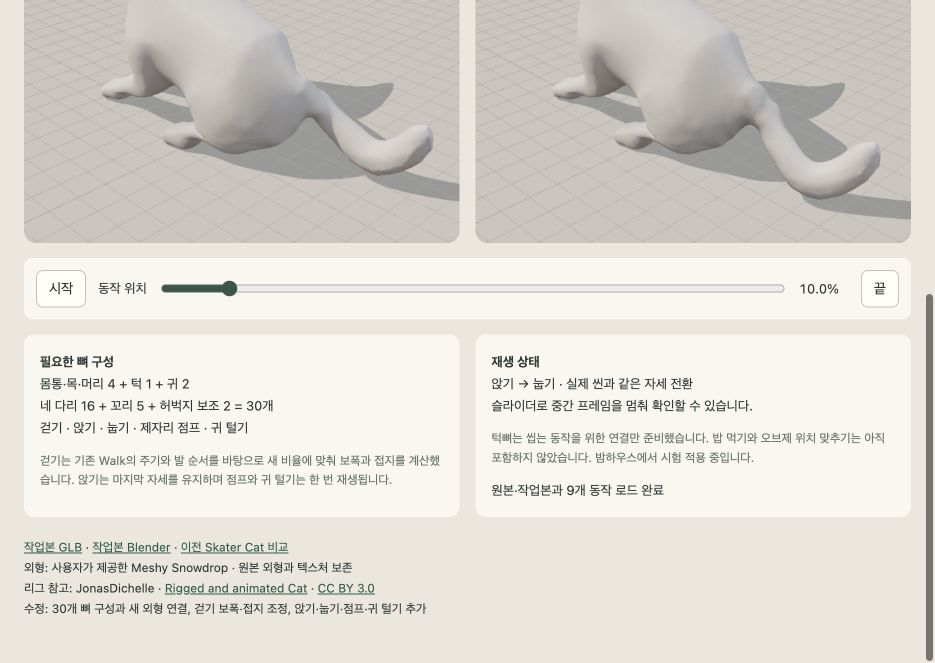 시작
동작 위치
10.0%
끝
필요한 뼈 구성
몸통·목·머리 4 + 턱 1 + 귀 2
네 다리 16 + 꼬리 5 + 허벅지 보조 2 = 30개
걷기 · 앉기 · 눕기 · 제자리 점프 · 귀 털기
걷기는 기존 Walk의 주기와 발 순서를 바탕으로 새 비율에 맞춰 보폭과 접지를 계산했
습니다. 앉기는 마지막 자세를 유지하며 점프와 귀 털기는 한 번 재생됩니다.
재생 상태
앉기 → 눕기 · 실제 씬과 같은 자세 전환
슬라이더로 중간 프레임을 멈춰 확인할 수 있습니다.
턱뼈는 씹는 동작을 위한 연결만 준비했습니다. 밥 먹기와 오브제 위치 맞추기는 아직
포함하지 않았습니다. 밤하우스에서 시험 적용 중입니다.
원본·작업본과 9개 동작 로드 완료
작업본 GLB · 작업본 Blender · 이전 Skater Cat 비교
외형: 사용자가 제공한 Meshy Snowdrop · 원본 외형과 텍스처 보존
리그 참고: JonasDichelle · Rigged and animated Cat · CC BY 3.0
수정: 30개 뼈 구성과 새 외형 연결, 걷기 보폭·접지 조정, 앉기·눕기·점프·귀 털기 추가